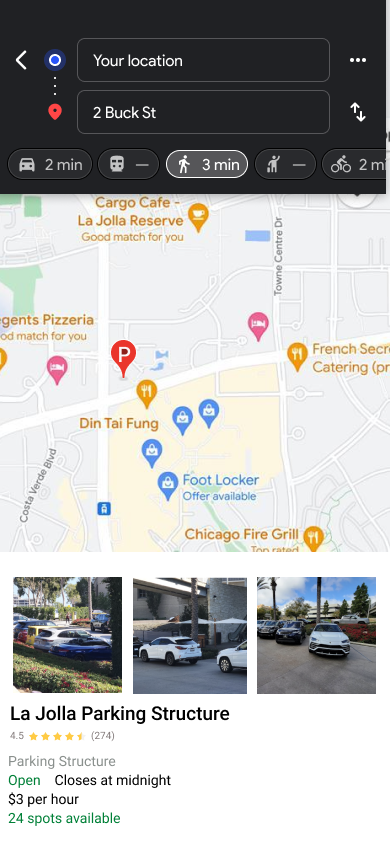 Your location
2 Buck St
2 min
—
3 min
—
2 mi
Cargo Cafe -
La Jolla Reserve
Good match for you
Towne Centre Dr
egents Pizzeria
od match for you
P
French Secr
Catering (pr
Din Tai Fung
Foot Locker
Offer available
Costa Verde Blvd
Chicago Fire Grill
Top rated
La Jolla Parking Structure
4.5 (274)
Parking Structure
Open Closes at midnight
$3 per hour
24 spots available